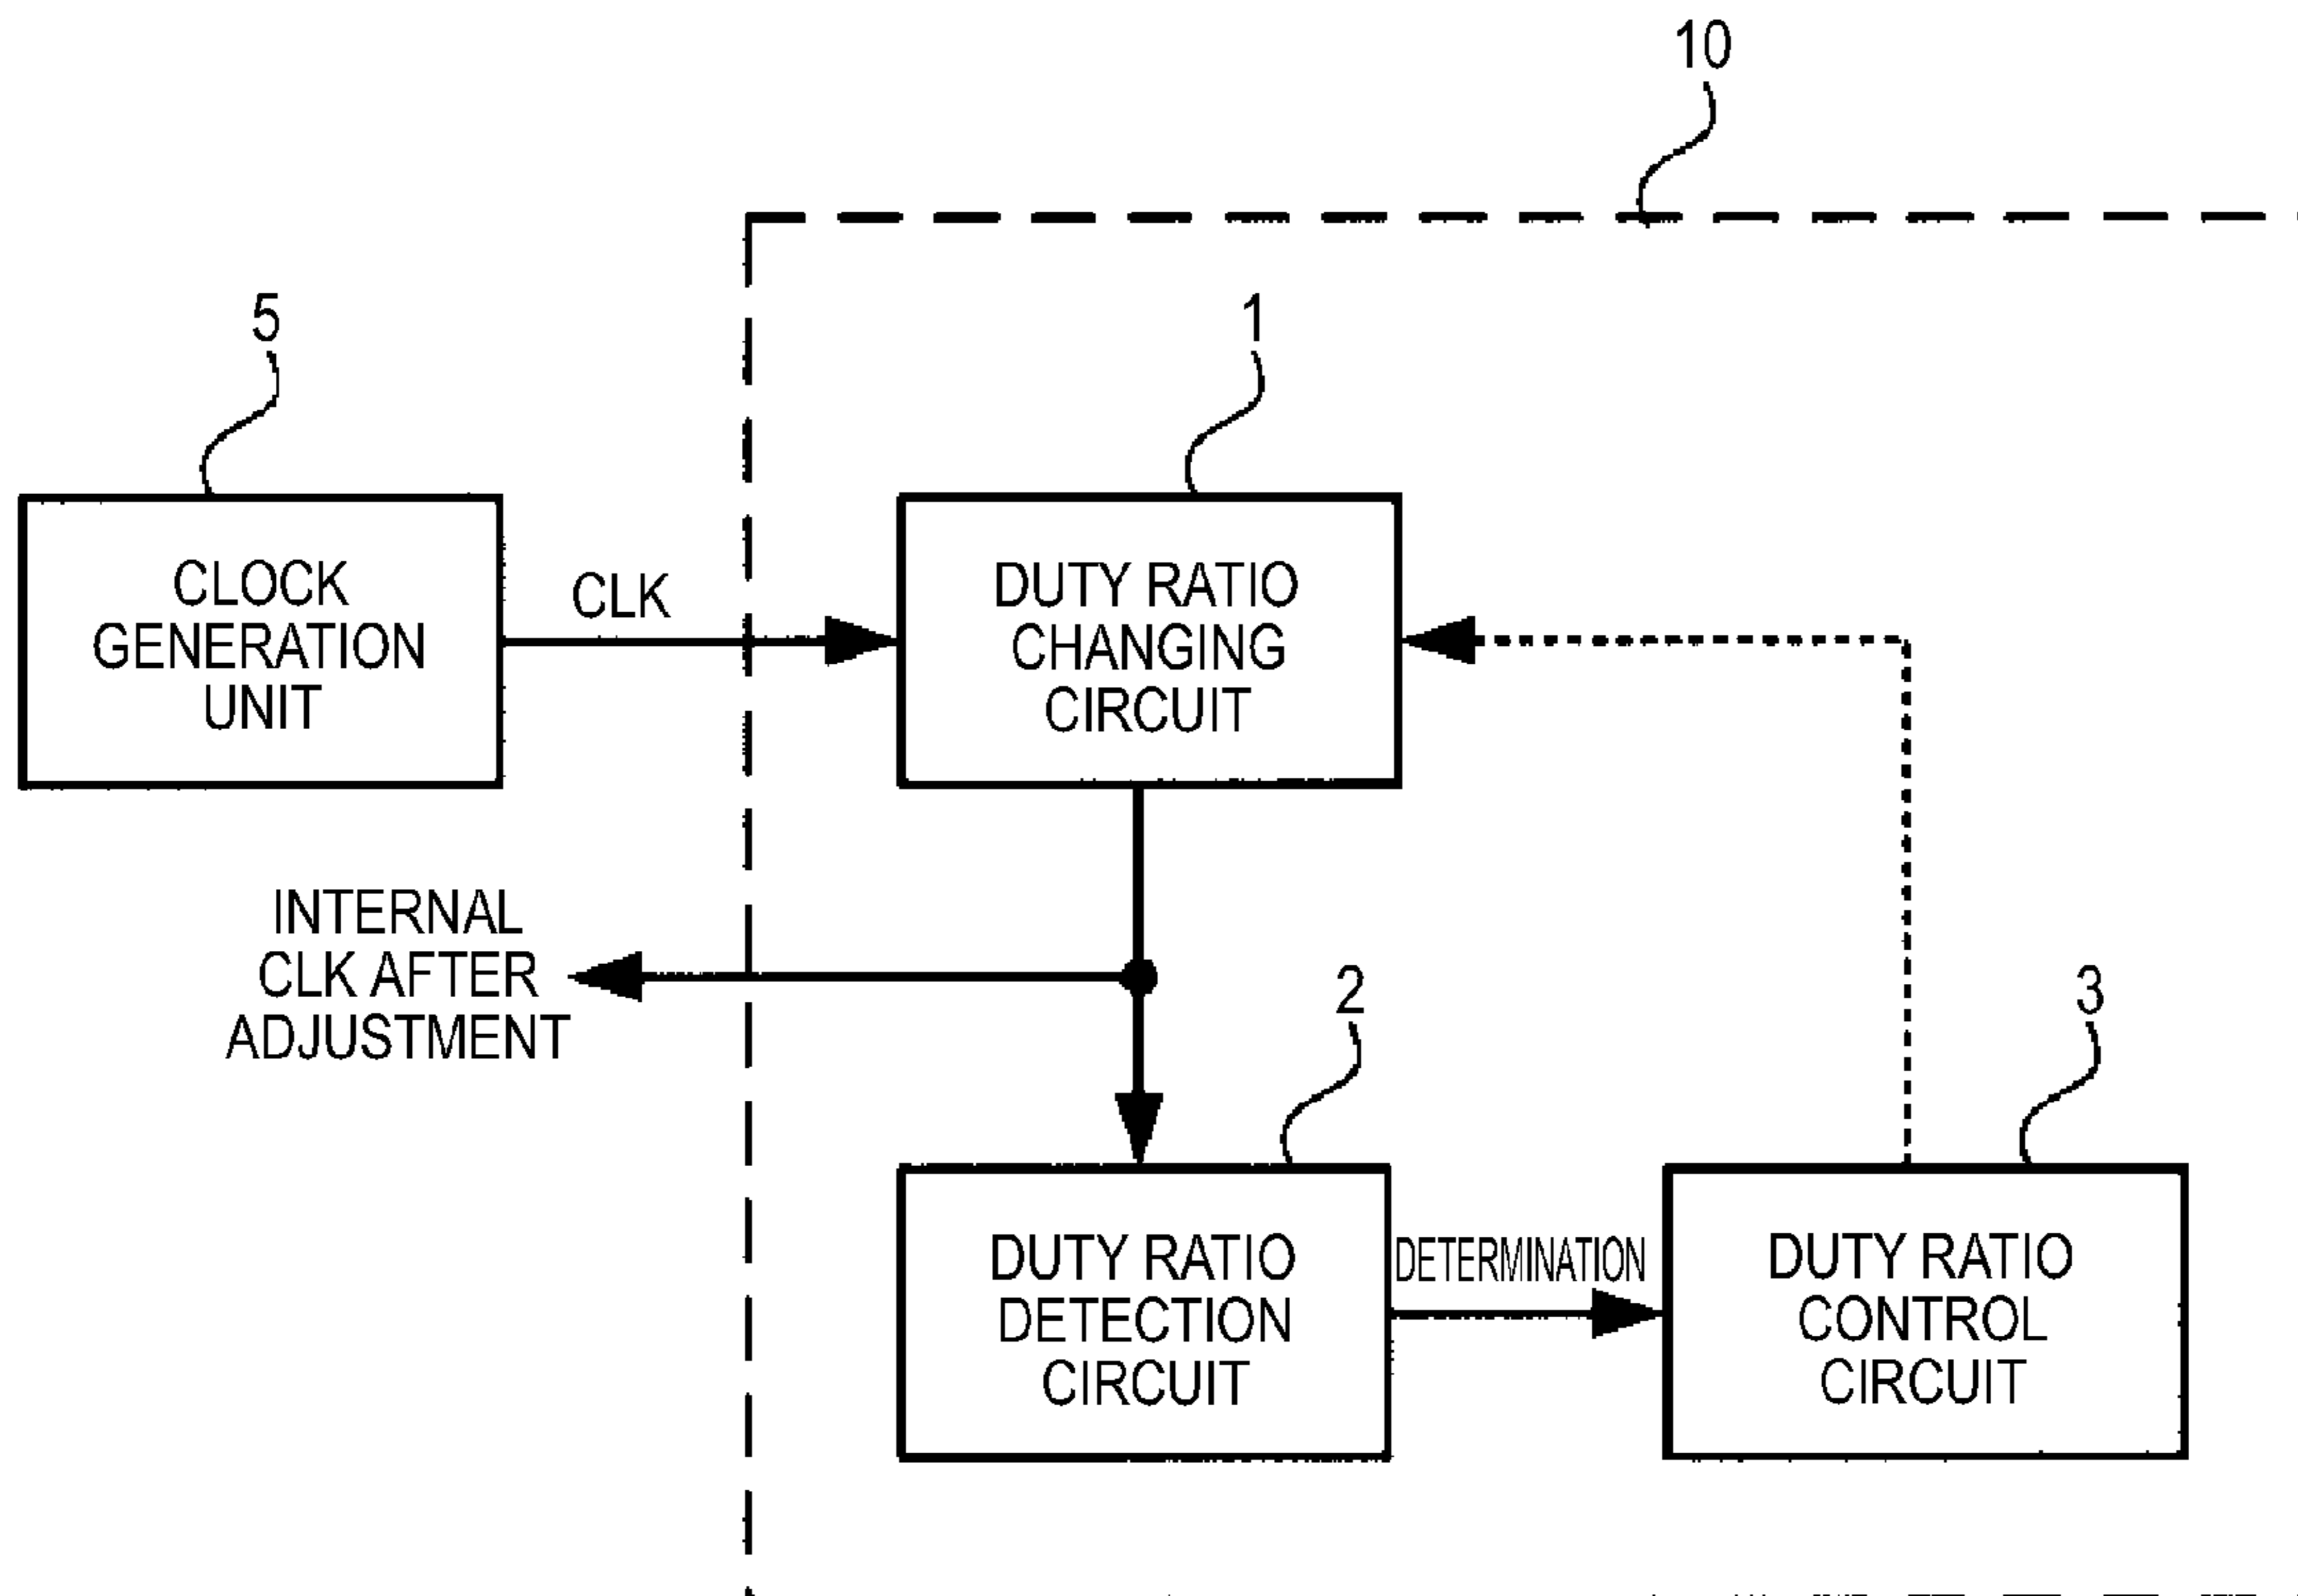 10
5
1
CLOCK
GENERATION
UNIT
CLK
DUTY RATIO
CHANGING
CIRCUIT
INTERNAL
CLK AFTER
ADJUSTMENT
2
3
DUTY RATIO
DETECTION
CIRCUIT
DETERMINATION
DUTY RATIO
CONTROL
CIRCUIT